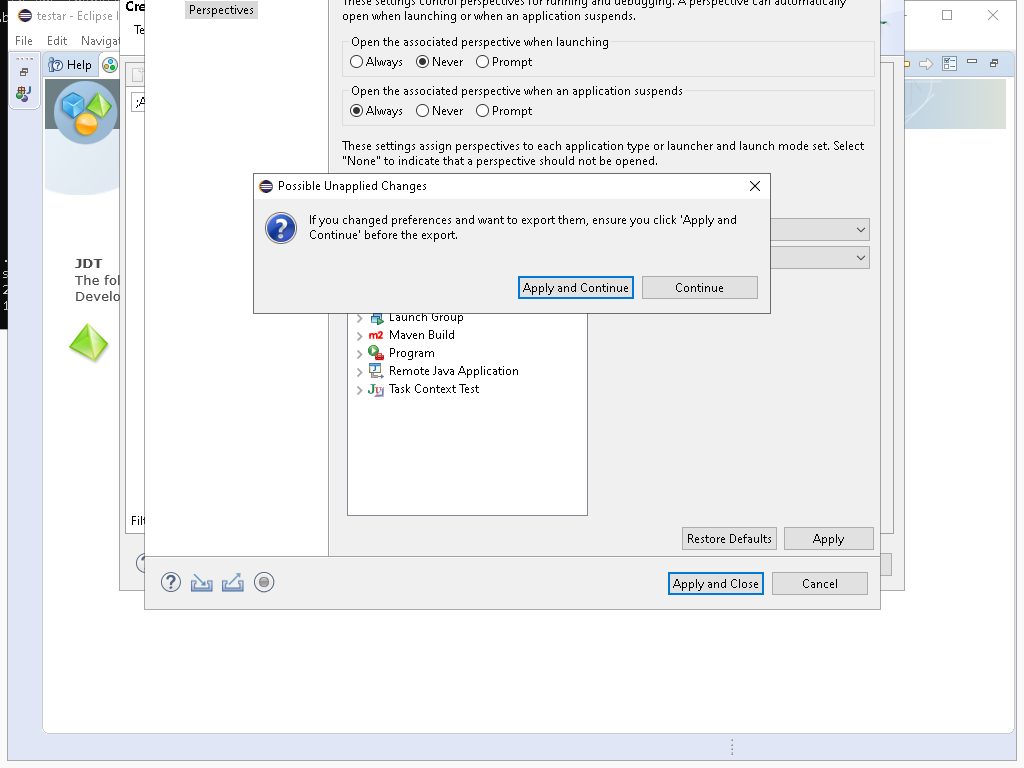 testar - Eclipse
File Edit Navigat
Help
Cre
Te
;A
Perspectives
These settings control perspectives for running and debugging. A perspective can automatically
open when launching or when an application suspends.
Open the associated perspective when launching
Always Never Prompt
Open the associated perspective when an application suspends
Always Never Prompt
These settings assign perspectives to each application type or launcher and launch mode set. Select
"None" to indicate that a perspective should not be opened.
Possible Unapplied Changes
If you changed preferences and want to export them, ensure you click 'Apply and
Continue' before the export.
Apply and Continue Continue
JDT
The fol
Develo
Launch Group
m2 Maven Build
Program
Remote Java Application
Task Context Test
Filt
Restore Defaults Apply
Apply and Close Cancel